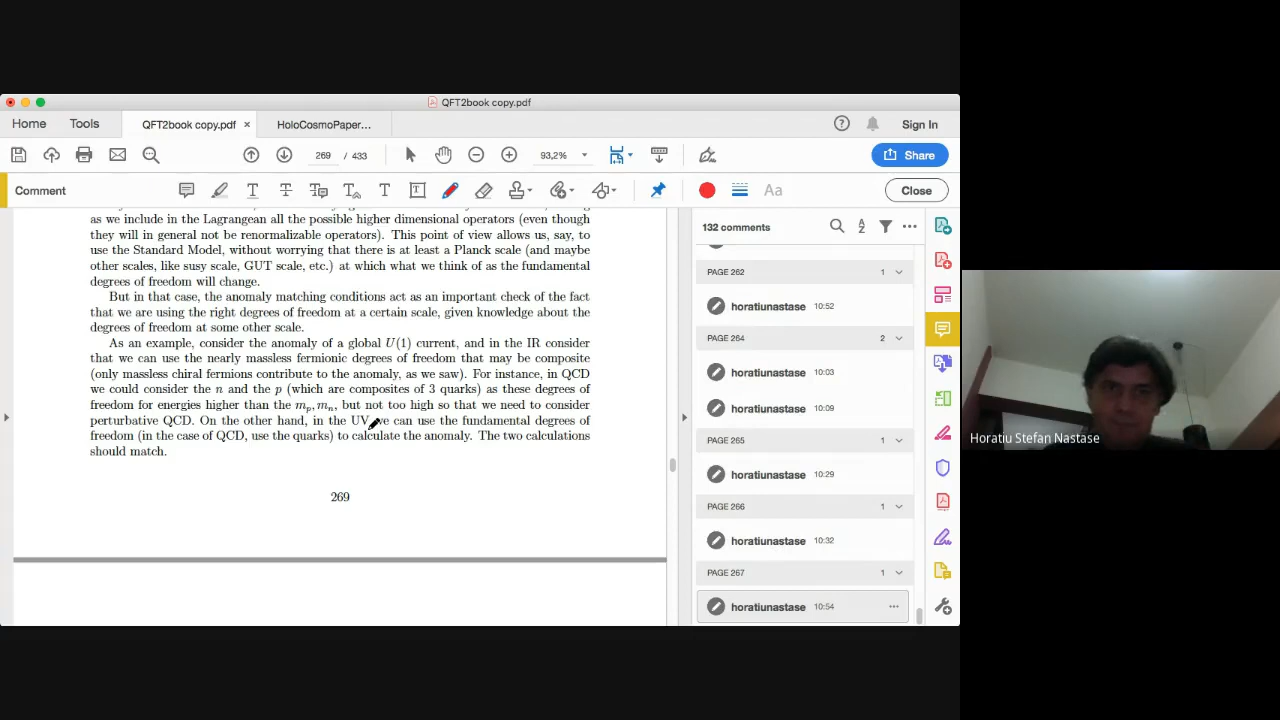 QFT2book copy.pdf
Home Tools QFT2book copy.pdf × HoloCosmoPaper... Sign In
269 / 433 93,2% Share
Comment Aa Close
as we include in the Lagrangean all the possible higher dimensional operators (even though
they will in general not be renormalizable operators). This point of view allows us, say, to
use the Standard Model, without worrying that there is at least a Planck scale (and maybe
other scales, like susy scale, GUT scale, etc.) at which what we think of as the fundamental
degrees of freedom will change.
But in that case, the anomaly matching conditions act as an important check of the fact
that we are using the right degrees of freedom at a certain scale, given knowledge about the
degrees of freedom at some other scale.
As an example, consider the anomaly of a global U(1) current, and in the IR consider
that we can use the nearly massless fermionic degrees of freedom that may be composite
(only massless chiral fermions contribute to the anomaly, as we saw). For instance, in QCD
we could consider the n and the p (which are composites of 3 quarks) as these degrees of
freedom for energies higher than the mp, mn, but not too high so that we need to consider
perturbative QCD. On the other hand, in the UV we can use the fundamental degrees of
freedom (in the case of QCD, use the quarks) to calculate the anomaly. The two calculations
should match.
269
132 comments
PAGE 262 1
horatiunastase 10:52
PAGE 264 2
horatiunastase 10:03
horatiunastase 10:09
PAGE 265 1
horatiunastase 10:29
PAGE 266 1
horatiunastase 10:32
PAGE 267 1
horatiunastase 10:54
Horatiu Stefan Nastase